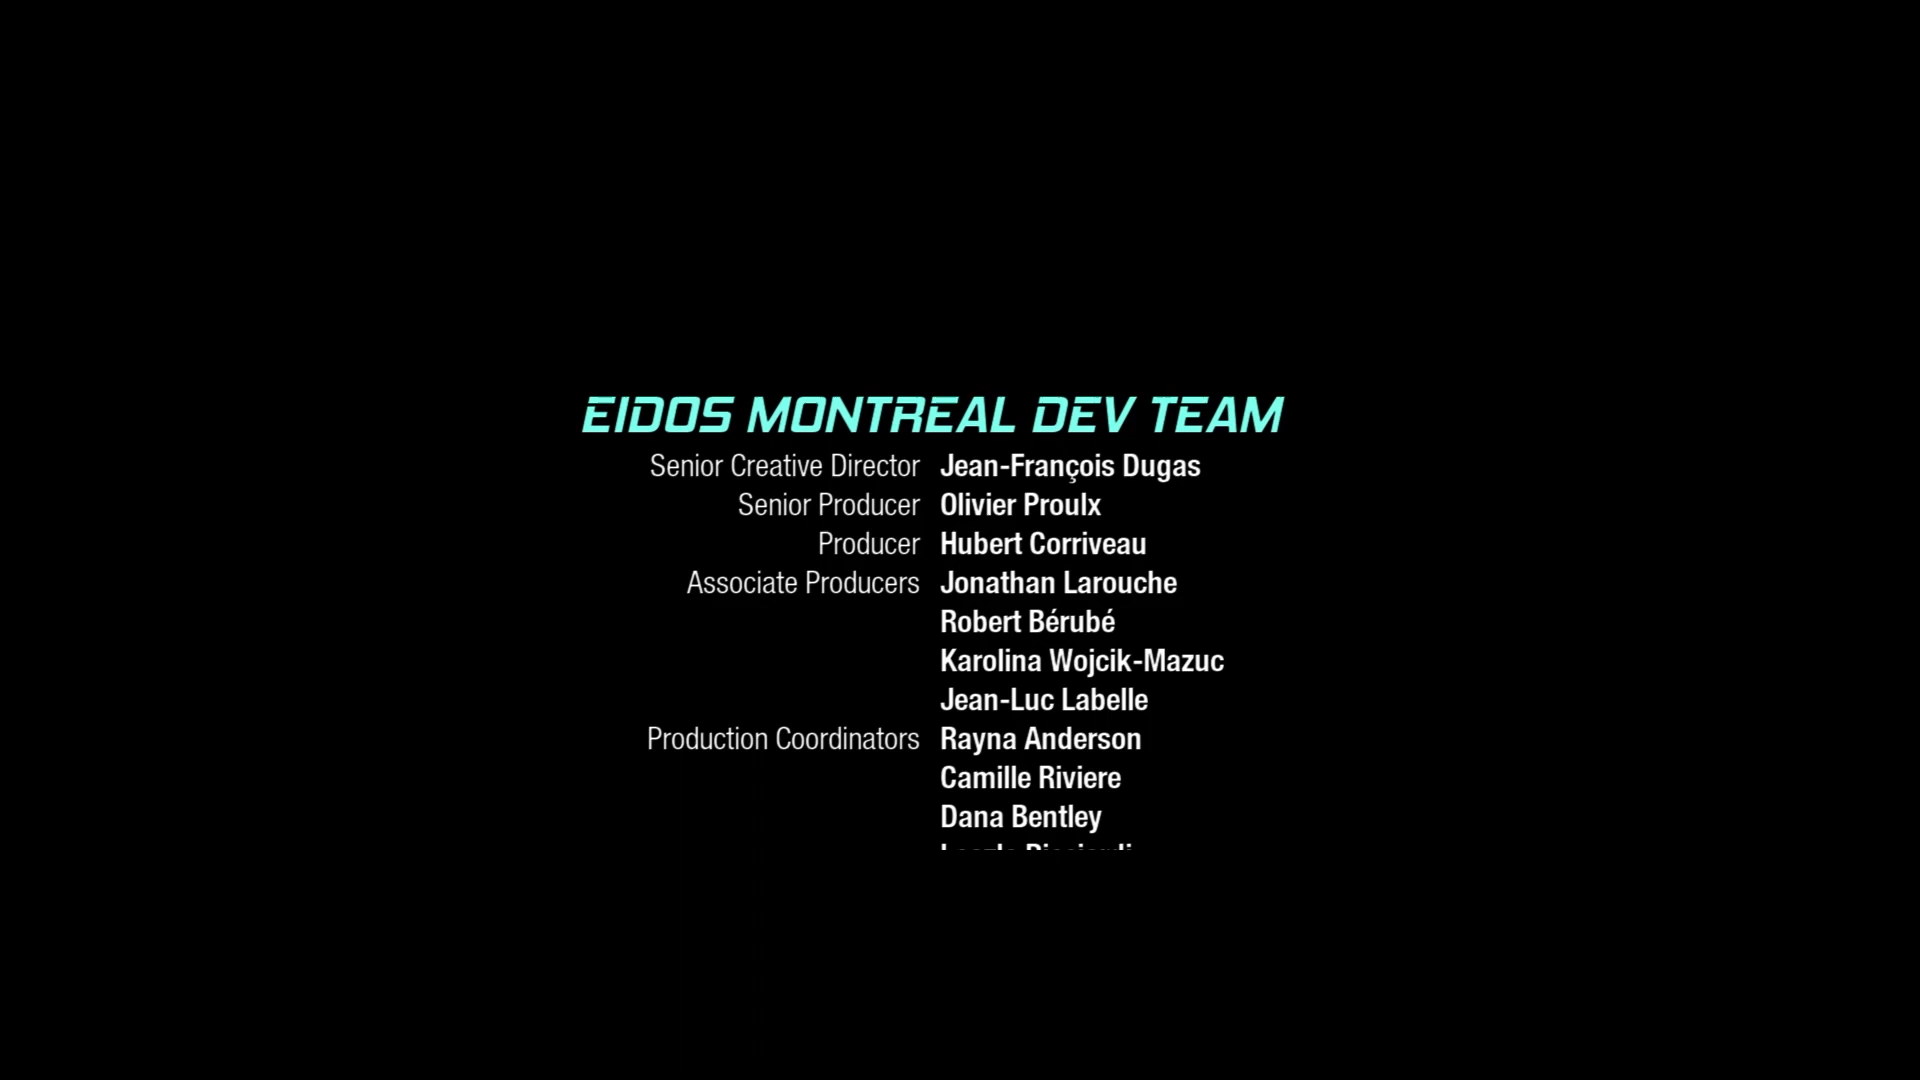 EIDOS MONTREAL DEV TEAM
Senior Creative Director Jean-François Dugas
Senior Producer Olivier Proulx
Producer Hubert Corriveau
Associate Producers Jonathan Larouche
Robert Bérubé
Karolina Wojcik-Mazuc
Jean-Luc Labelle
Production Coordinators Rayna Anderson
Camille Riviere
Dana Bentley